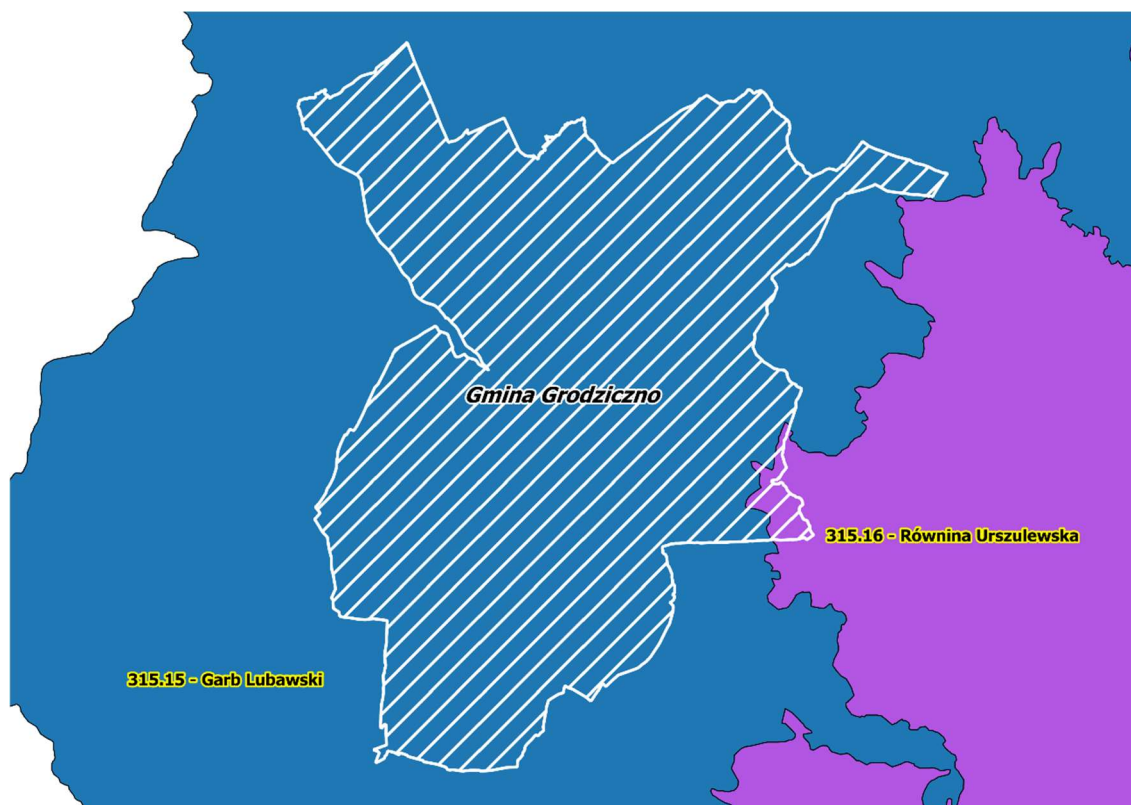 Gmina Grodziczno
315.16 - Równina Urszulewska
315.15 - Garb Lubawski